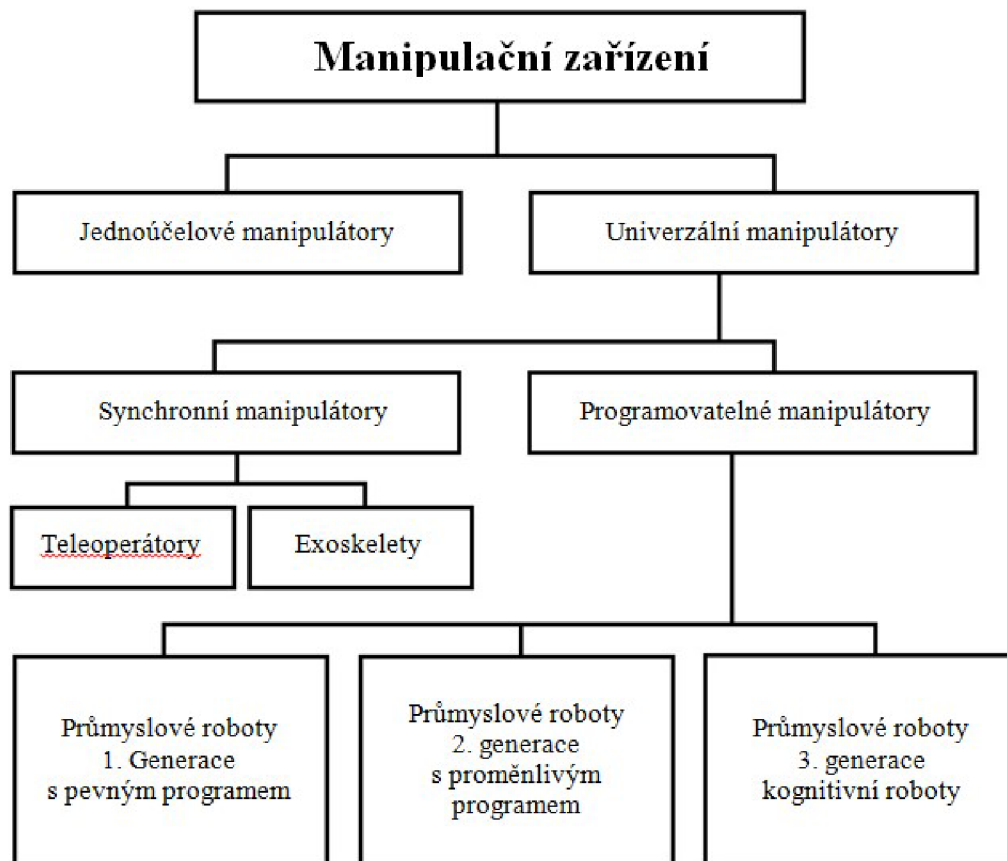 Manipulační zařízení
Jednoúčelové manipulátory
Univerzální manipulátory
Synchronní manipulátory
Programovatelné manipulátory
Teleoperátory
Exoskelety
Průmyslové roboty
1. Generace
s pevným programem
Průmyslové roboty
2. generace
s proměnlivým
programem
Průmyslové roboty
3. generace
kognitivní roboty